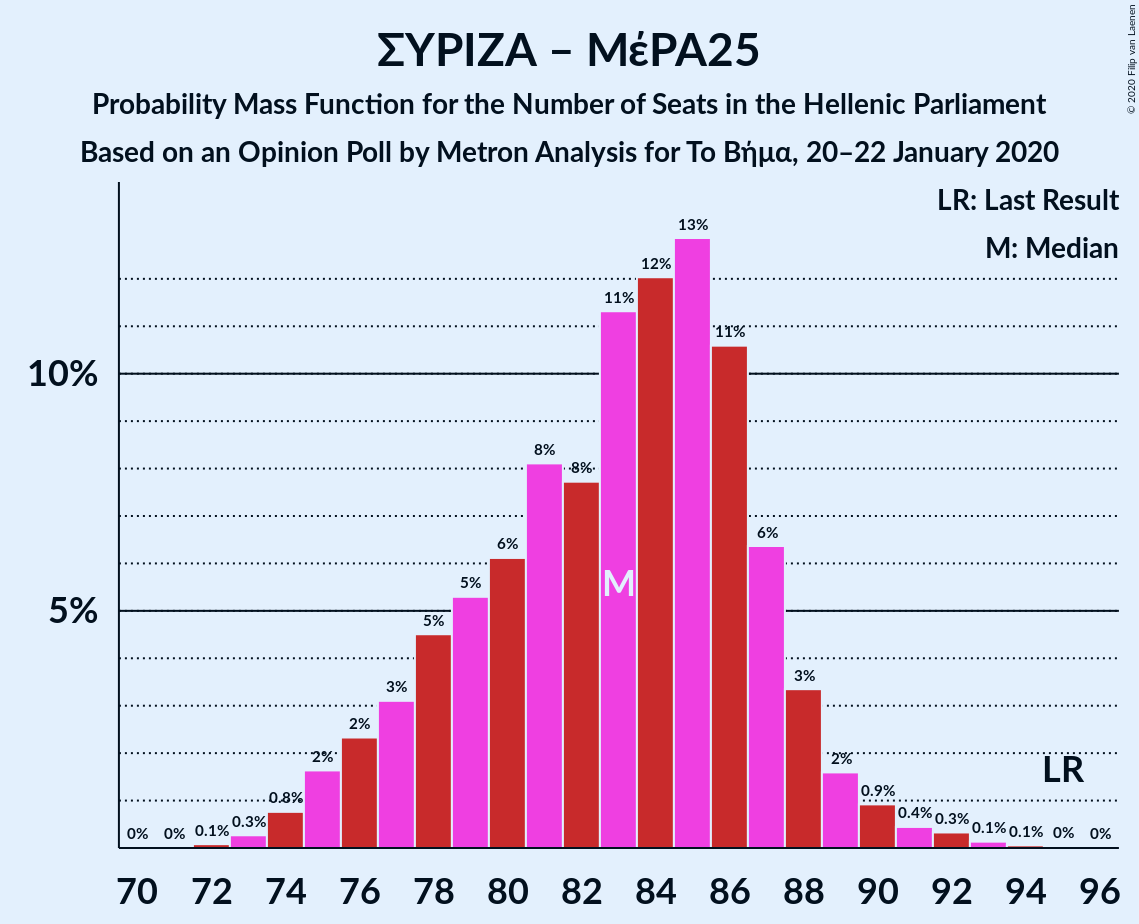 ΣΥΡΙΖΑ – ΜέΡΑ25
Probability Mass Function for the Number of Seats in the Hellenic Parliament
Based on an Opinion Poll by Metron Analysis for Το Βήμα, 20–22 January 2020
© 2020 Filip van Laenen
LR: Last Result
M: Median
10%
5%
0% 0% 0.1% 0.3% 0.8% 2% 2% 3% 5% 5% 6% 8% 8% 11% 12% 13% 11% 6% 3% 2% 0.9% 0.4% 0.3% 0.1% 0.1% 0% 0%
M
LR
70 72 74 76 78 80 82 84 86 88 90 92 94 96